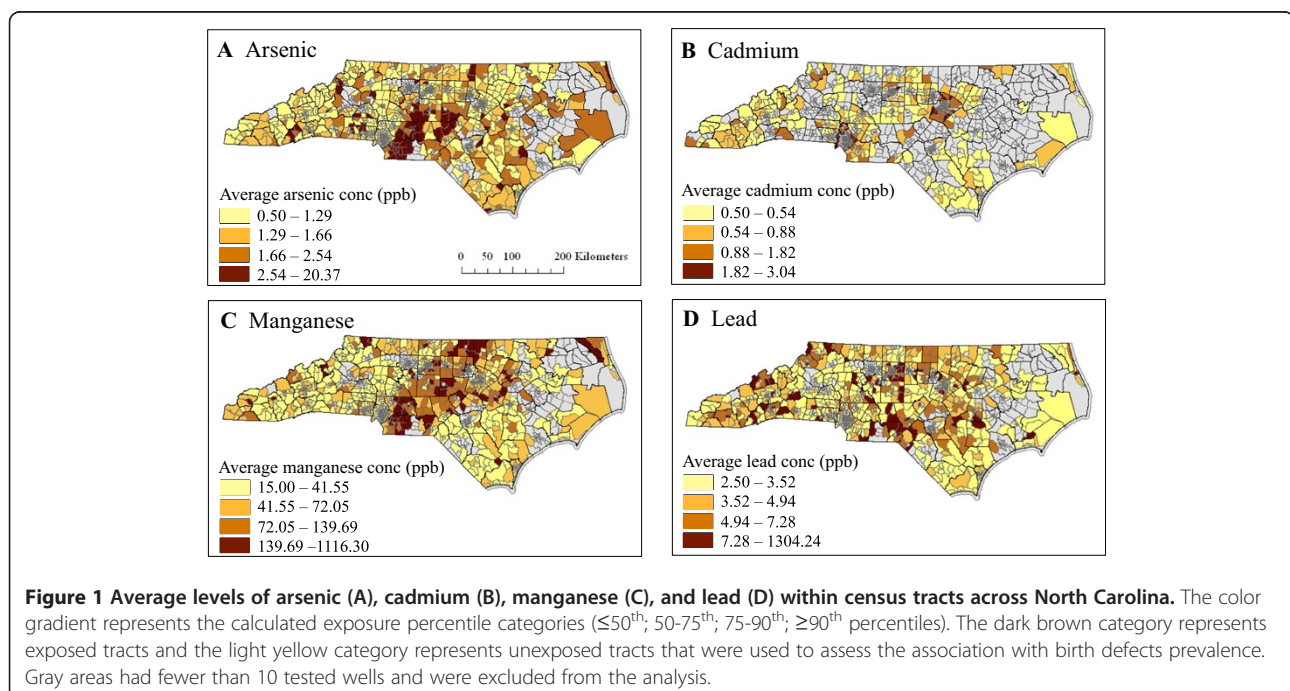 A Arsenic
Average arsenic conc (ppb)
0.50 – 1.29
1.29 – 1.66
1.66 – 2.54
2.54 – 20.37
0 50 100 200 Kilometers
B Cadmium
Average cadmium conc (ppb)
0.50 – 0.54
0.54 – 0.88
0.88 – 1.82
1.82 – 3.04
C Manganese
Average manganese conc (ppb)
15.00 – 41.55
41.55 – 72.05
72.05 – 139.69
139.69 –1116.30
D Lead
Average lead conc (ppb)
2.50 – 3.52
3.52 – 4.94
4.94 – 7.28
7.28 – 1304.24
Figure 1 Average levels of arsenic (A), cadmium (B), manganese (C), and lead (D) within census tracts across North Carolina. The color
gradient represents the calculated exposure percentile categories (≤50th; 50-75th; 75-90th; ≥90th percentiles). The dark brown category represents
exposed tracts and the light yellow category represents unexposed tracts that were used to assess the association with birth defects prevalence.
Gray areas had fewer than 10 tested wells and were excluded from the analysis.